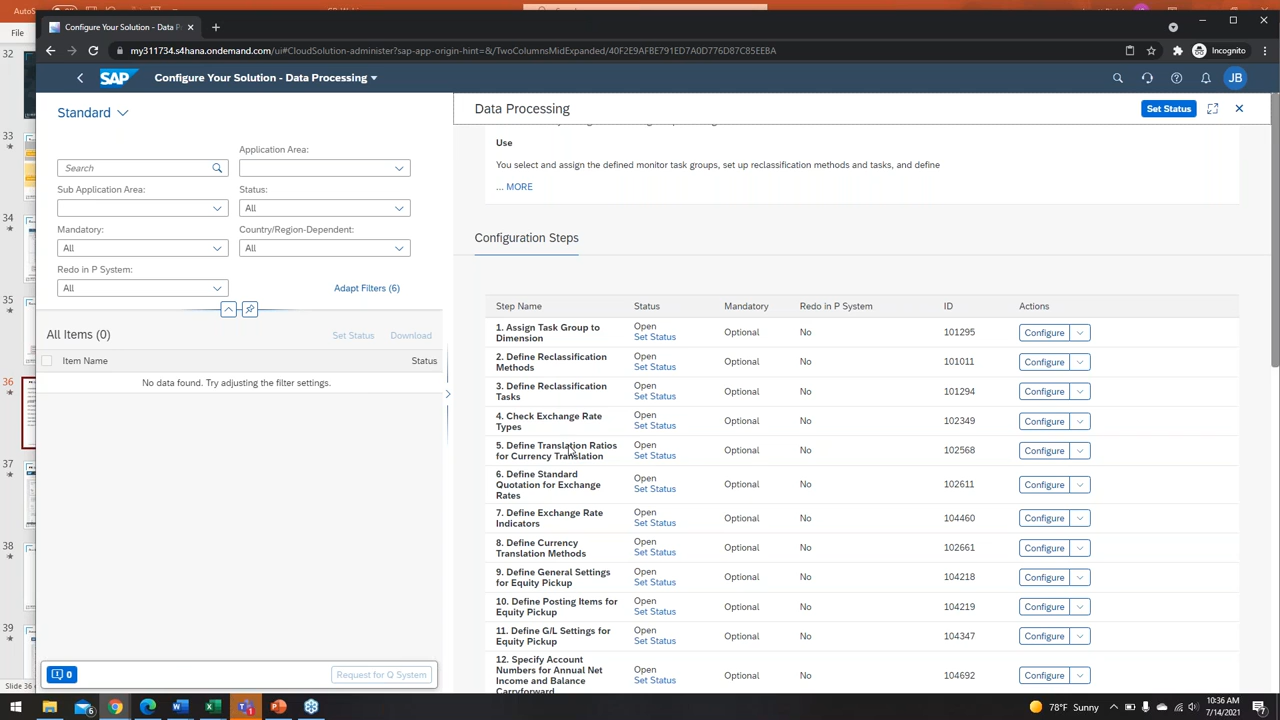 AutoS
File
32
33
34
35
36
37
38
39
Slide 36
Configure Your Solution - Data P
my311734.s4hana.ondemand.com/ui#CloudSolution-administer?sap-app-origin-hint=&/TwoColumnsMidExpanded/40F2E9AFBE791ED7A0D776D87C85EEBA
Incognito
SAP
Configure Your Solution - Data Processing
JB
Standard
Data Processing
Set Status
Application Area:
Search
Sub Application Area:
Status:
All
Mandatory:
Country/Region-Dependent:
All
All
Redo in P System:
All
Adapt Filters (6)
All Items (0)
Set Status
Download
Item Name
Status
No data found. Try adjusting the filter settings.
0
Request for Q System
Use
You select and assign the defined monitor task groups, set up reclassification methods and tasks, and define
... MORE
Configuration Steps
Step Name Status Mandatory Redo in P System ID Actions
1. Assign Task Group to Dimension Open Set Status Optional No 101295 Configure
2. Define Reclassification Methods Open Set Status Optional No 101011 Configure
3. Define Reclassification Tasks Open Set Status Optional No 101294 Configure
4. Check Exchange Rate Types Open Set Status Optional No 102349 Configure
5. Define Translation Ratios for Currency Translation Open Set Status Optional No 102568 Configure
6. Define Standard Quotation for Exchange Rates Open Set Status Optional No 102611 Configure
7. Define Exchange Rate Indicators Open Set Status Optional No 104460 Configure
8. Define Currency Translation Methods Open Set Status Optional No 102661 Configure
9. Define General Settings for Equity Pickup Open Set Status Optional No 104218 Configure
10. Define Posting Items for Equity Pickup Open Set Status Optional No 104219 Configure
11. Define G/L Settings for Equity Pickup Open Set Status Optional No 104347 Configure
12. Specify Account Numbers for Annual Net Income and Balance Carryforward Open Set Status Optional No 104692 Configure
78°F Sunny
10:36 AM
7/14/2021